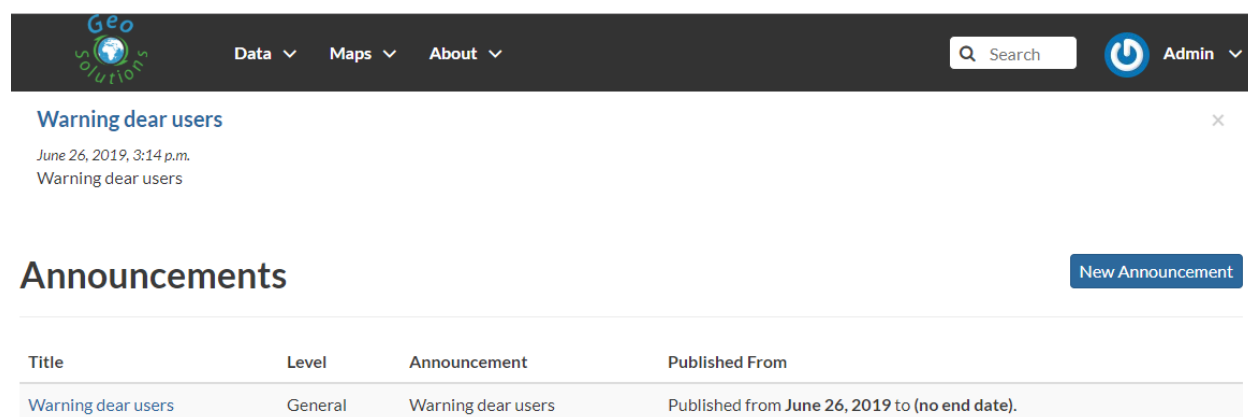 Geo
Solutions
Data Maps About Search Admin
Warning dear users ×
June 26, 2019, 3:14 p.m.
Warning dear users
Announcements New Announcement
Title Level Announcement Published From
Warning dear users General Warning dear users Published from June 26, 2019 to (no end date).